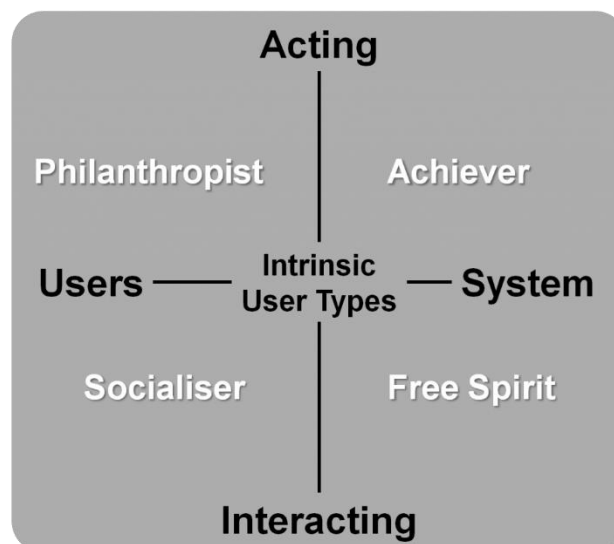 Acting
Philanthropist
Achiever
Users
Intrinsic
User Types
System
Socialiser
Free Spirit
Interacting